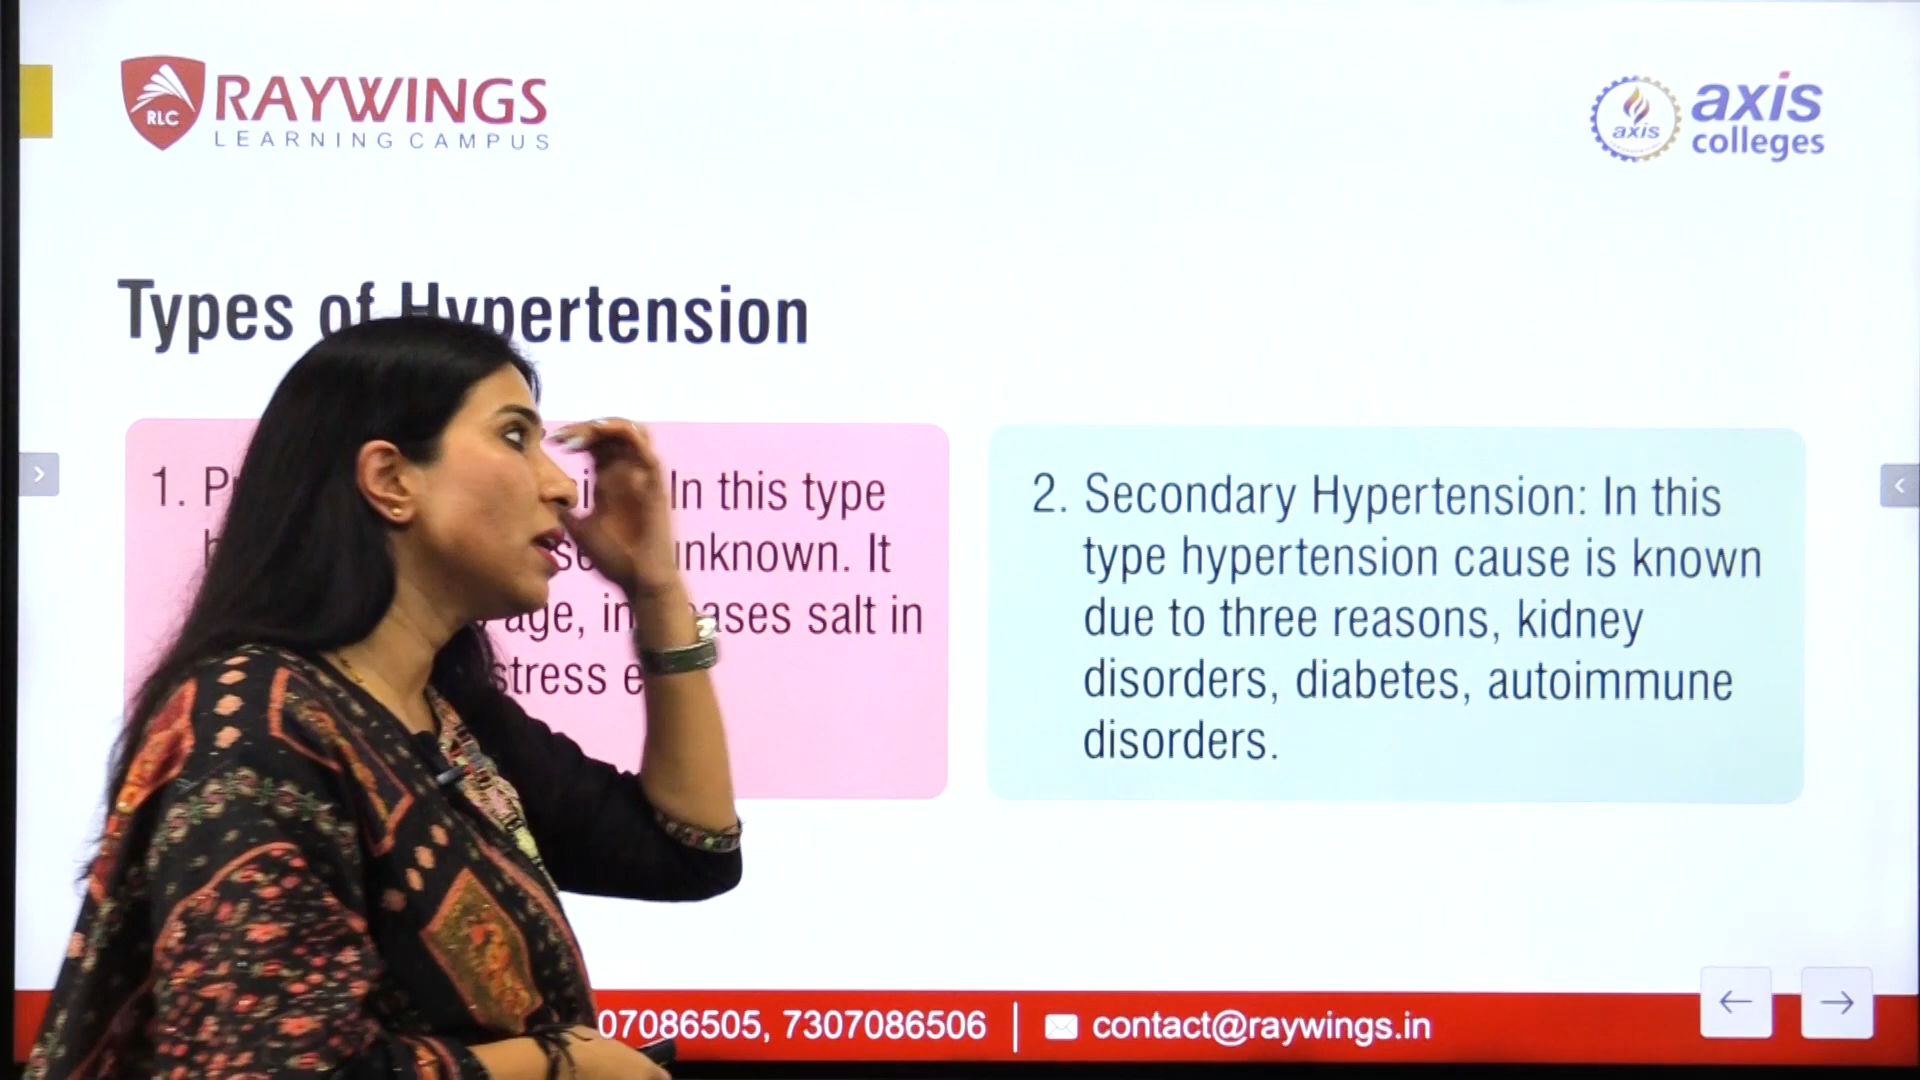 RLC
RAYWINGS
LEARNING CAMPUS
axis
axis
colleges
Types of Hypertension
1. In this type
unknown. It
age, salt in
stress
2. Secondary Hypertension: In this
type hypertension cause is known
due to three reasons, kidney
disorders, diabetes, autoimmune
disorders.
07086505, 7307086506 | contact@raywings.in